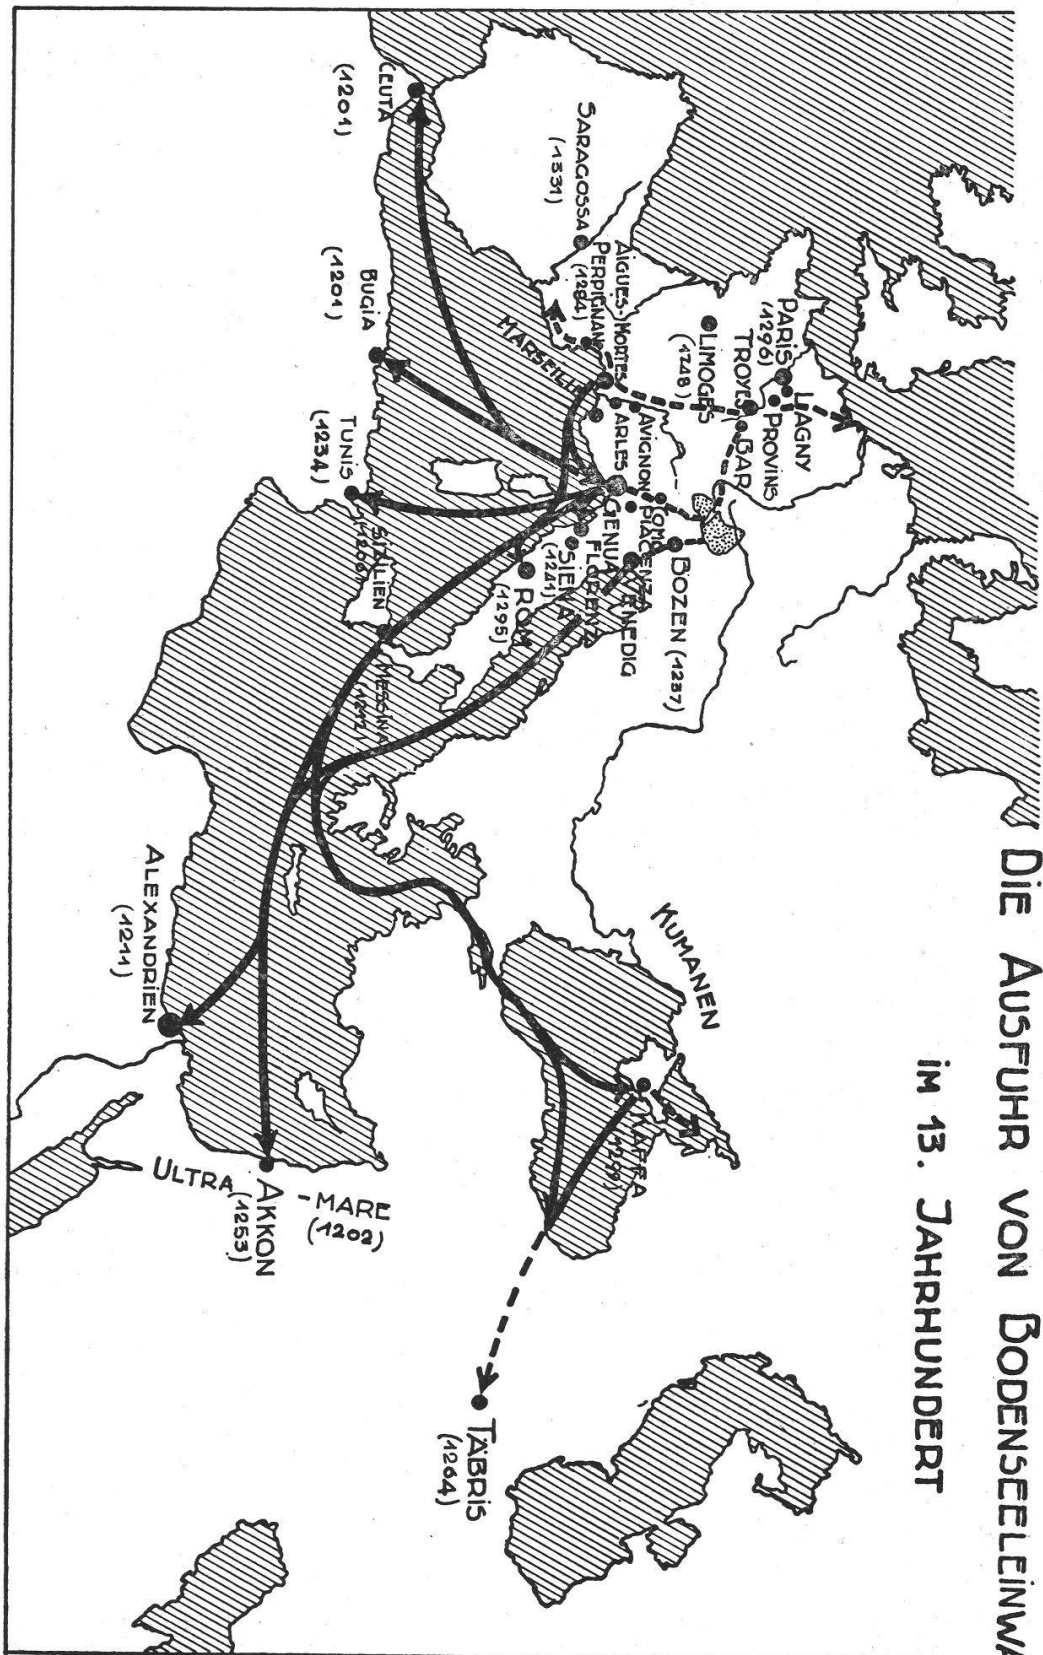 DIE AUSFUHR VON BODENSEELEINWA
IM 13. JAHRHUNDERT
PARIS
(1296)
LAGNY
PROVINS
TROYES
BAR
LIMOGES
(1248)
SARAGOSSA
(1331)
AIGUES-MORTES
PERPIGNAN
(1284)
MARSEILLE
ARLES
AVIGNON
COMO
PIACENZA
BOZEN (1237)
GENUA
VENEDIG
FLORENZ
SIENA
(1241)
ROM
(1295)
CEUTA
(1201)
BUGIA
(1201)
TUNIS
(1234)
SIZILIEN
MESSINA
(1212)
KUMANEN
KAFFA
TÄBRIS
(1264)
ALEXANDRIEN
(1211)
ULTRA-MARE
(1202)
AKKON
(1253)